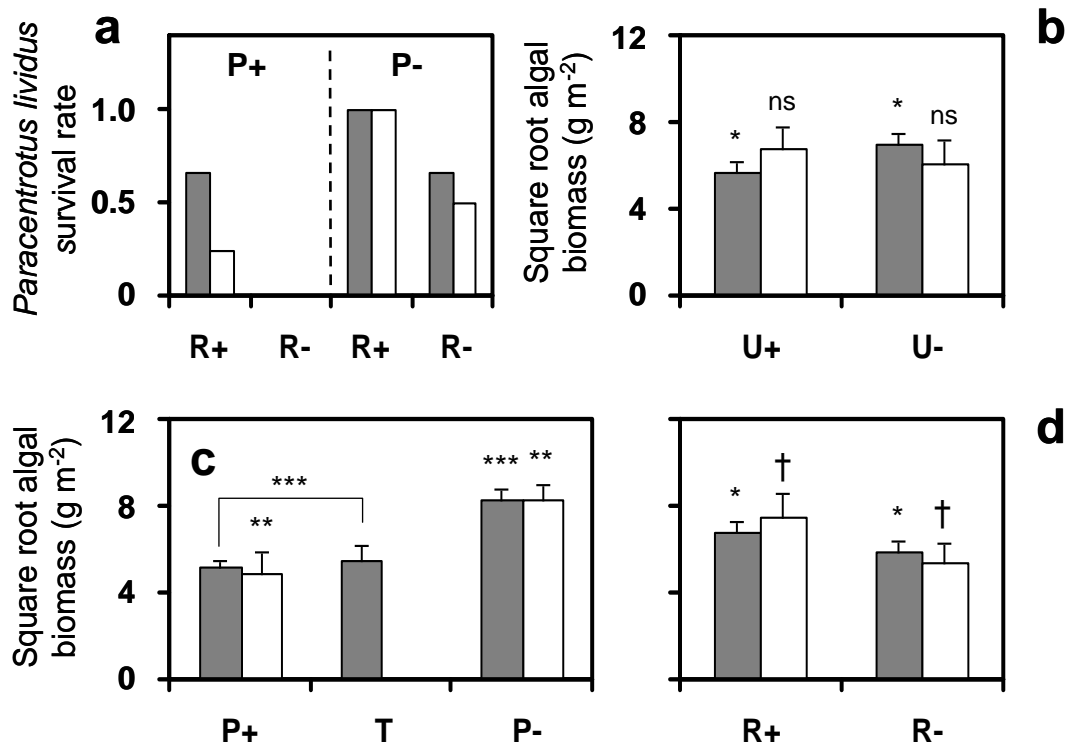 a
Paracentrotus lividus
survival rate
P+ P-
1.0
0.5
0
R+ R- R+ R-
b
Square root algal
biomass (g m-2)
12
8
4
0
* ns * ns
U+ U-
c
Square root algal
biomass (g m-2)
12
8
4
0
*** ** *** **
P+ T P-
d
* † * †
R+ R-